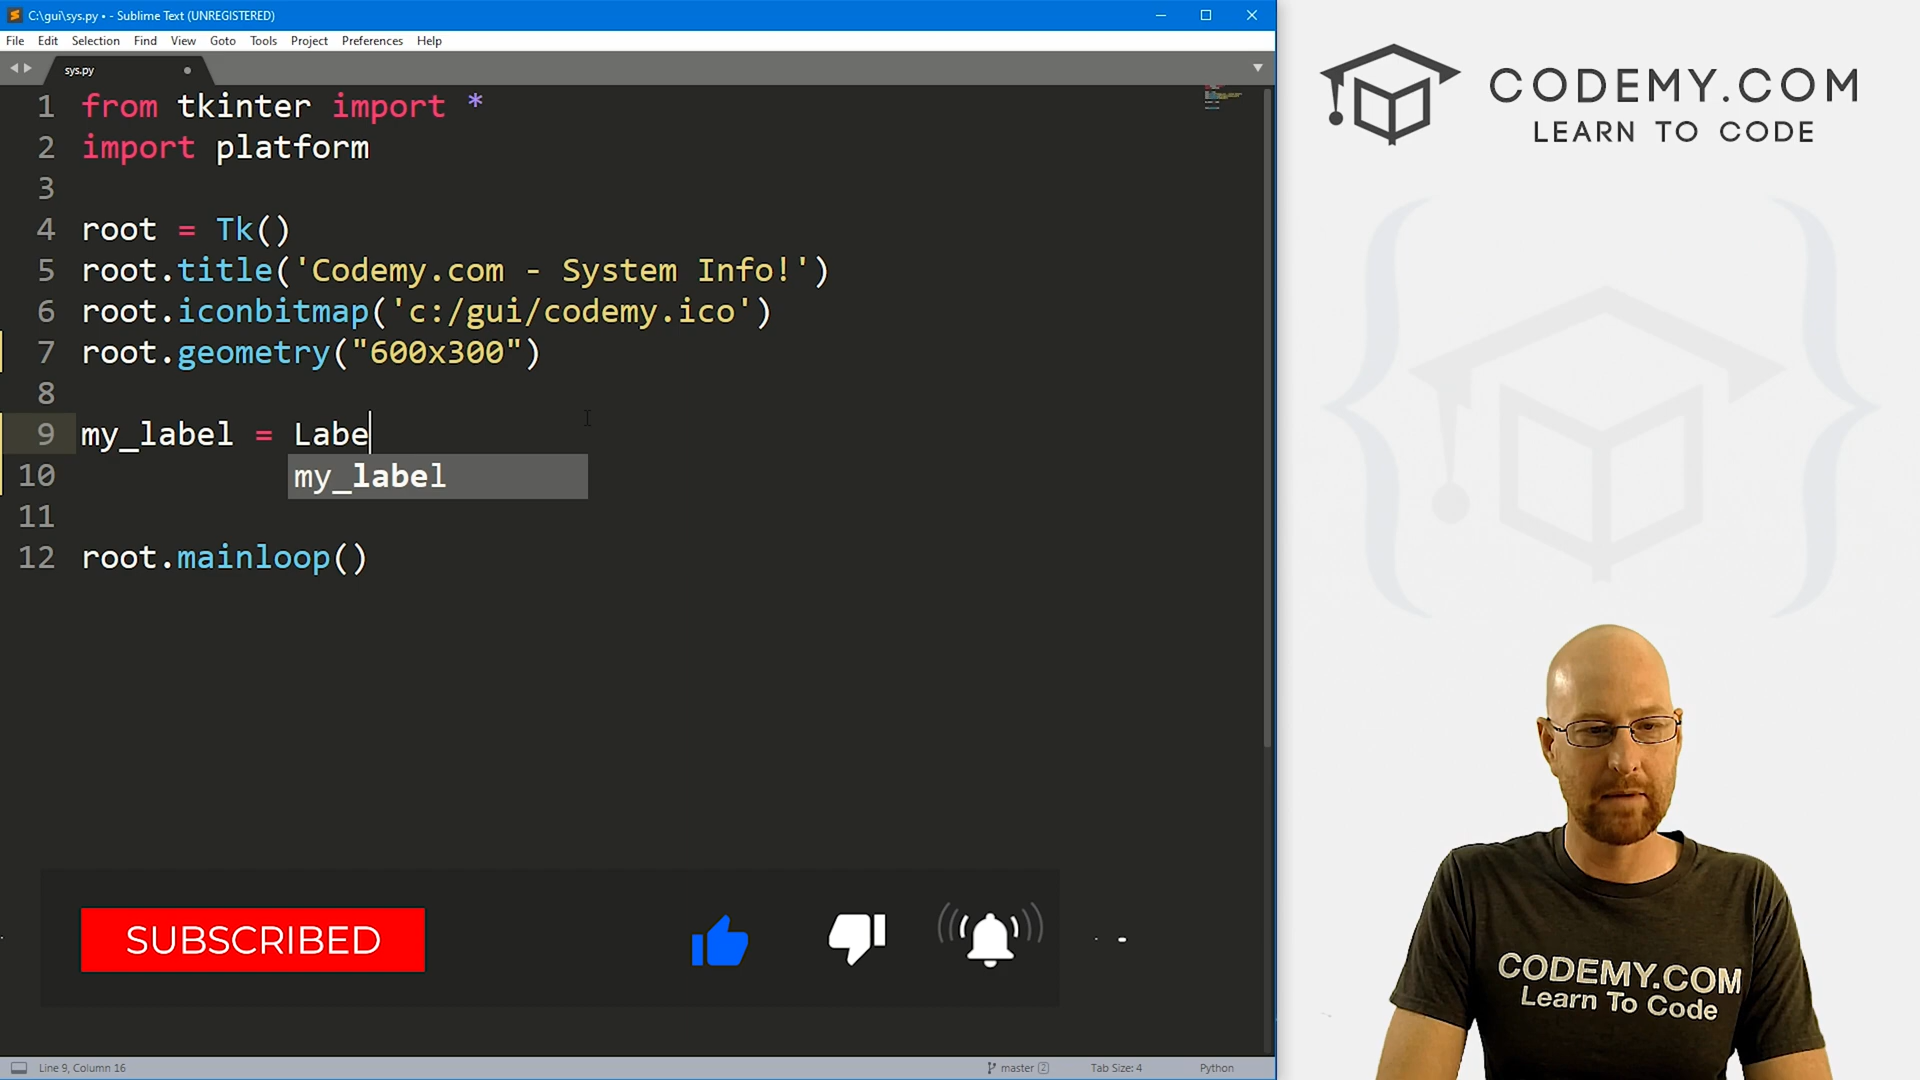 C:\gui\sys.py • - Sublime Text (UNREGISTERED)
File Edit Selection Find View Goto Tools Project Preferences Help
sys.py
1 from tkinter import *
2 import platform
3
4 root = Tk()
5 root.title('Codemy.com - System Info!')
6 root.iconbitmap('c:/gui/codemy.ico')
7 root.geometry("600x300")
8
9 my_label = Labe
my_label
10
11
12 root.mainloop()
SUBSCRIBED
Line 9, Column 16
master 2
Tab Size: 4
Python
CODEMY.COM
LEARN TO CODE
CODEMY.COM
Learn To Code